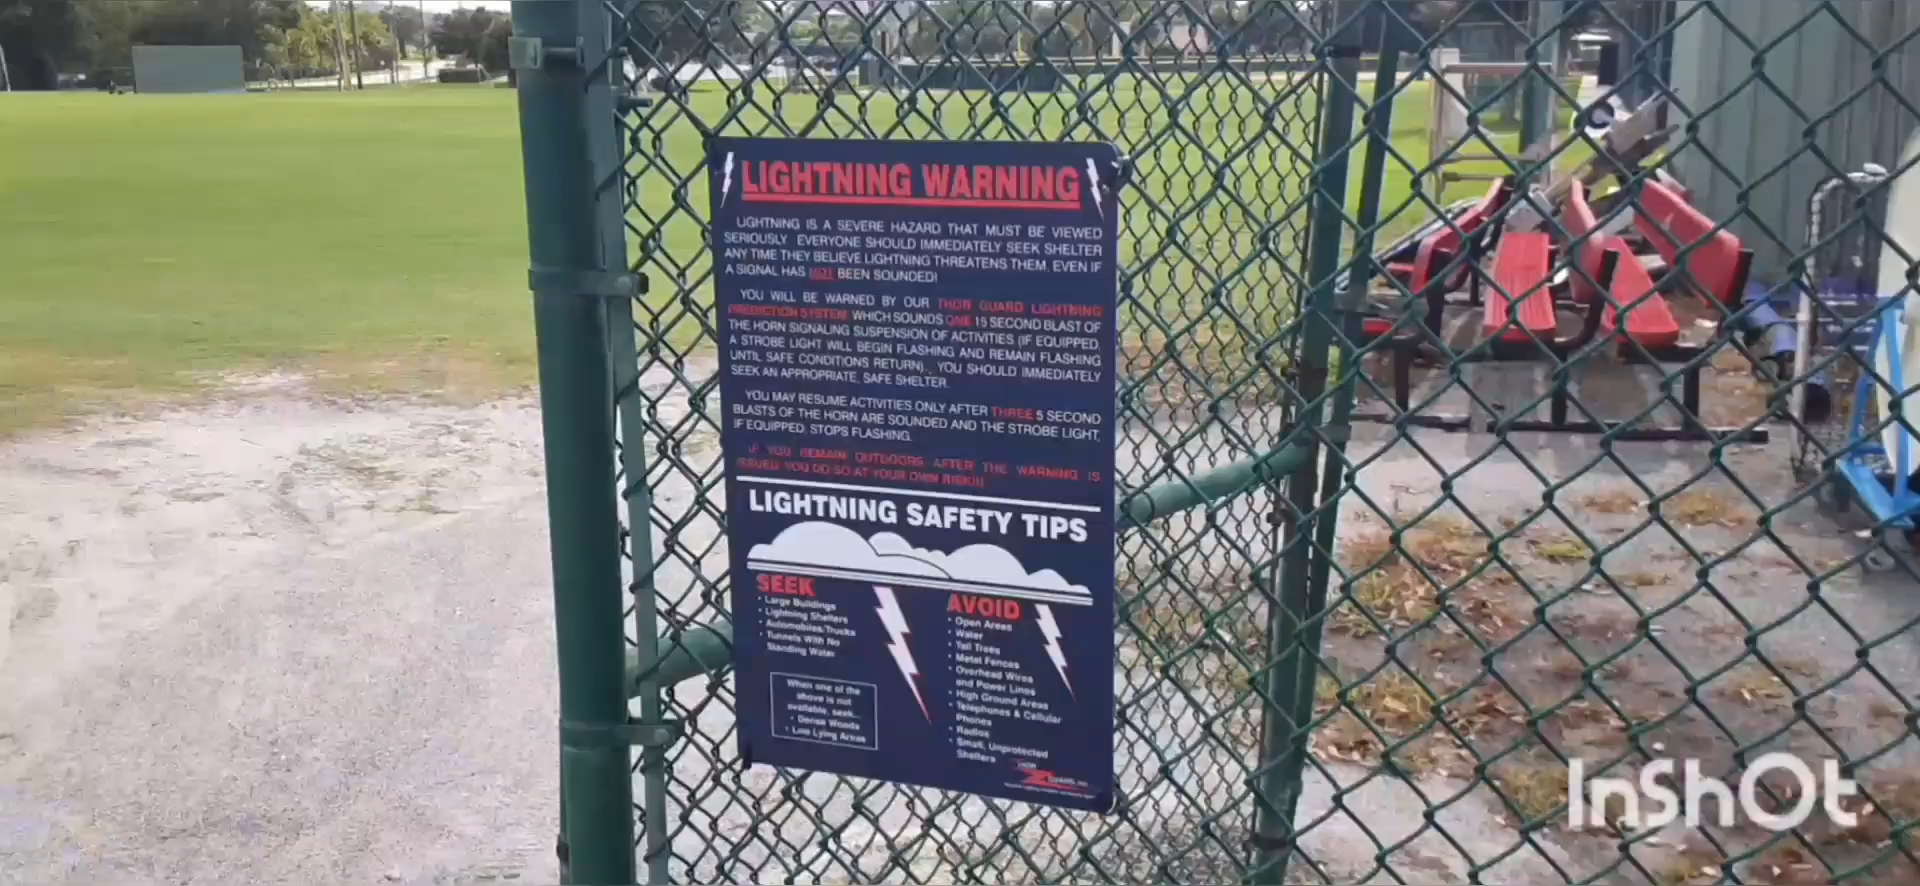 LIGHTNING WARNING
LIGHTNING IS A SEVERE HAZARD THAT MUST BE VIEWED
SERIOUSLY. EVERYONE SHOULD IMMEDIATELY SEEK SHELTER
ANY TIME THEY BELIEVE LIGHTNING THREATENS THEM, EVEN IF
A SIGNAL HAS NOT BEEN SOUNDED!
YOU WILL BE WARNED BY OUR THOR GUARD LIGHTNING
PREDICTION SYSTEM WHICH SOUNDS ONE 15 SECOND BLAST OF
THE HORN SIGNALING SUSPENSION OF ACTIVITIES (IF EQUIPPED,
A STROBE LIGHT WILL BEGIN FLASHING AND REMAIN FLASHING
UNTIL SAFE CONDITIONS RETURN)., YOU SHOULD IMMEDIATELY
SEEK AN APPROPRIATE, SAFE SHELTER.
YOU MAY RESUME ACTIVITIES ONLY AFTER THREE 5 SECOND
BLASTS OF THE HORN ARE SOUNDED AND THE STROBE LIGHT,
IF EQUIPPED, STOPS FLASHING.
IF YOU REMAIN OUTDOORS AFTER THE WARNING IS
ISSUED YOU DO SO AT YOUR OWN RISK!!
LIGHTNING SAFETY TIPS
SEEK
• Large Buildings
• Lightning Shelters
• Automobiles/Trucks
• Tunnels With No
Standing Water
When one of the
above is not
available, seek...
• Dense Woods
• Low Lying Areas
AVOID
• Open Areas
• Water
• Tall Trees
• Metal Fences
• Overhead Wires
and Power Lines
• High Ground Areas
• Telephones & Cellular
Phones
• Radios
• Small, Unprotected
Shelters
THOR
GUARD, INC.
InShOt